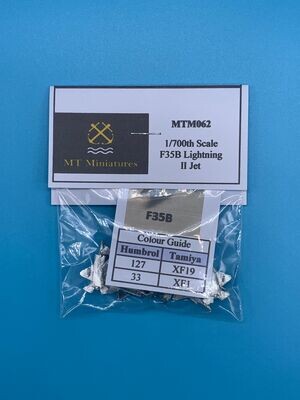 MTM062
1/700th Scale
F35B Lightning
II Jet
MT Miniatures
F35B
Colour Guide
Humbrol Tamiya
127 XF19
33 XF1